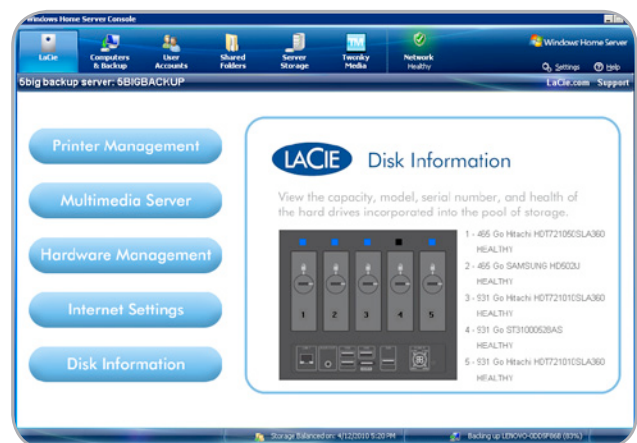 Windows Home Server Console
LaCie
Computers & Backup
User Accounts
Shared Folders
Server Storage
Twonky Media
Network Healthy
Windows Home Server
Settings Help
6big backup server: 6BIGBACKUP
LaCie.com Support
Printer Management
Multimedia Server
Hardware Management
Internet Settings
Disk Information
LACIE Disk Information
View the capacity, model, serial number, and health of
the hard drives incorporated into the pool of storage.
1 - 465 Go Hitachi HDT721050SLA360
HEALTHY
2 - 465 Go SAMSUNG HD502IJ
HEALTHY
3 - 931 Go Hitachi HDT721010SLA360
HEALTHY
4 - 931 Go ST31000528AS
HEALTHY
5 - 931 Go Hitachi HDT721010SLA360
HEALTHY
1 2 3 4 5
Storage Balanced on: 4/12/2010 5:20 PM
Backing up (83%)